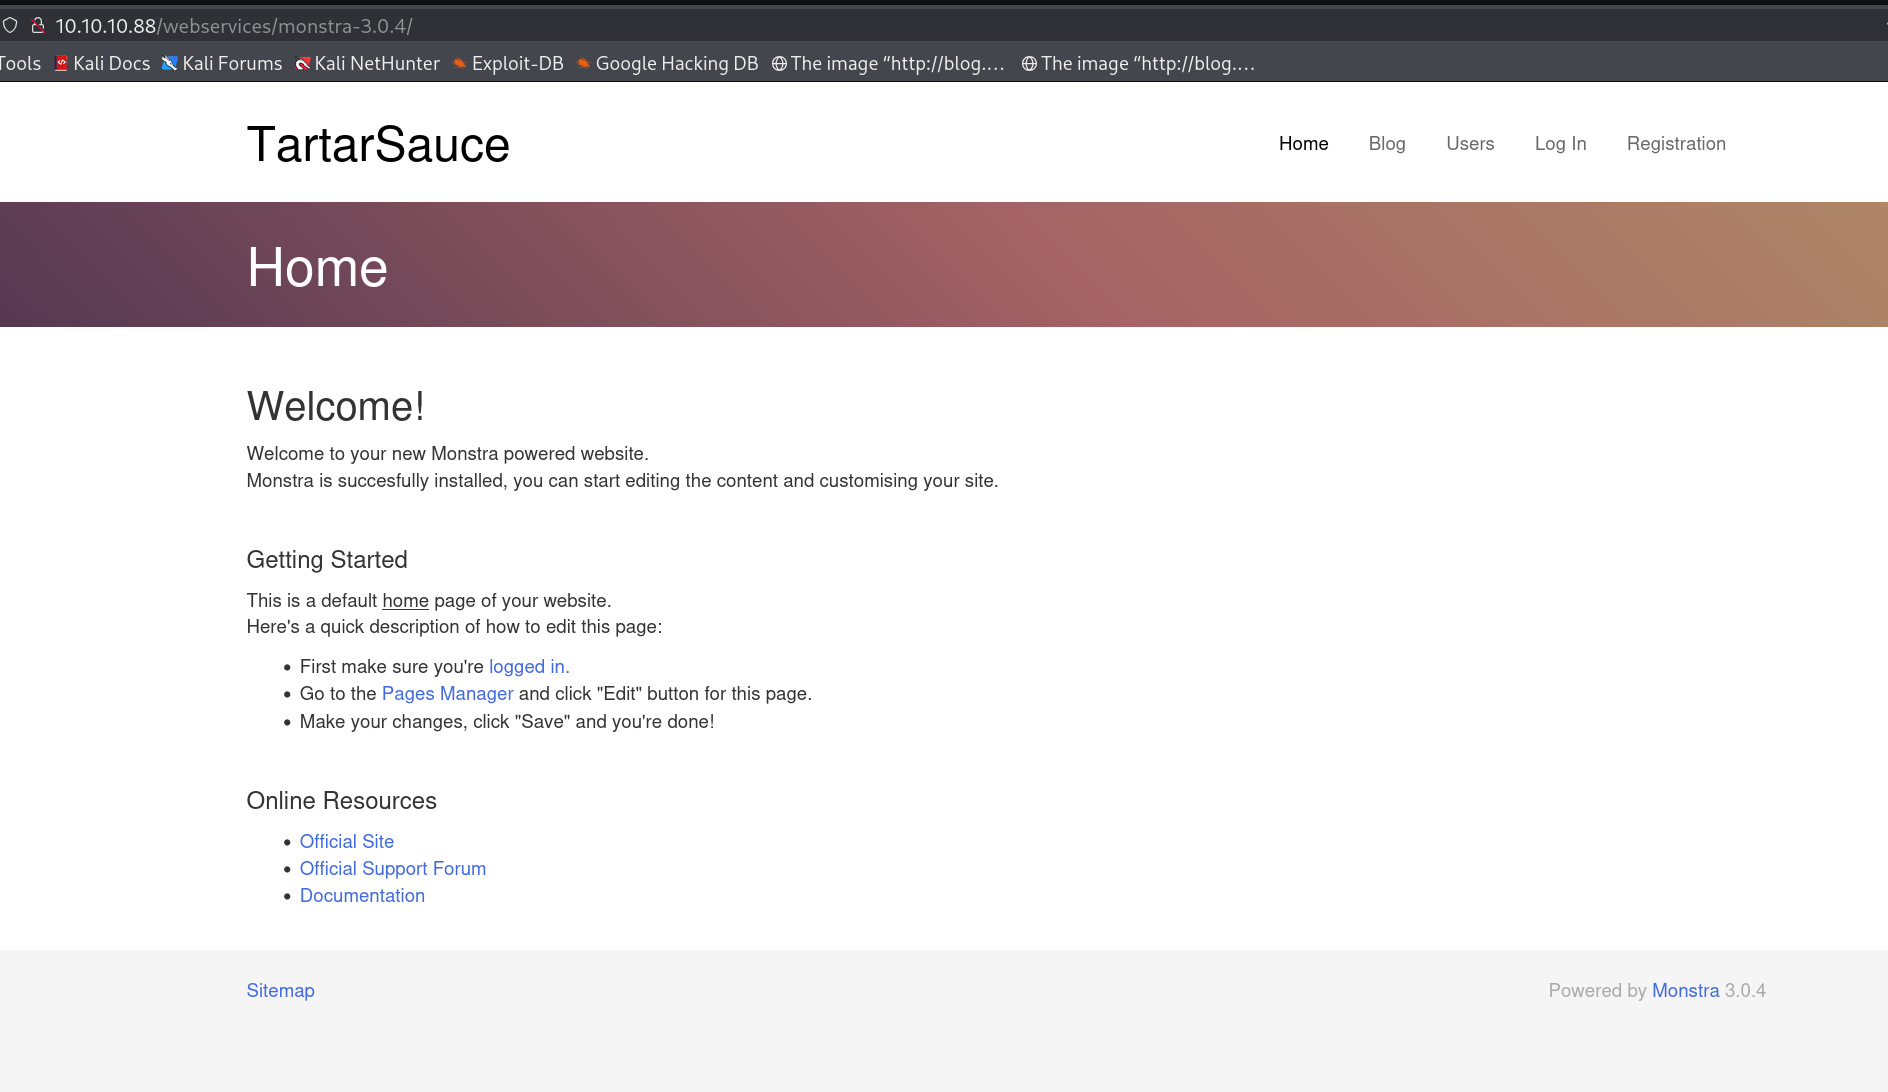 10.10.10.88/webservices/monstra-3.0.4/
Tools Kali Docs Kali Forums Kali NetHunter Exploit-DB Google Hacking DB The image “http://blog.… The image “http://blog.…
TartarSauce
Home Blog Users Log In Registration
Home
Welcome!
Welcome to your new Monstra powered website.
Monstra is succesfully installed, you can start editing the content and customising your site.
Getting Started
This is a default home page of your website.
Here's a quick description of how to edit this page:
• First make sure you're logged in.
• Go to the Pages Manager and click "Edit" button for this page.
• Make your changes, click "Save" and you're done!
Online Resources
• Official Site
• Official Support Forum
• Documentation
Sitemap
Powered by Monstra 3.0.4